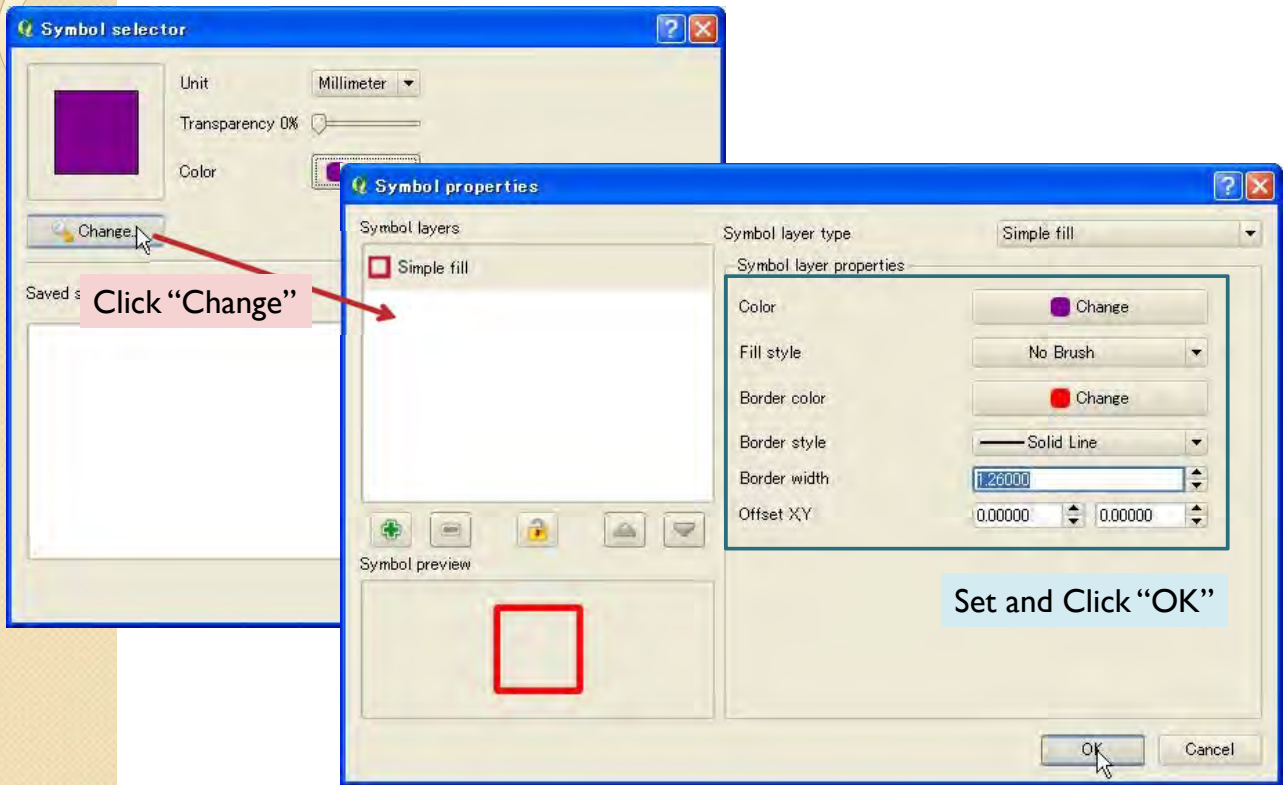 Symbol selector
Unit Millimeter
Transparency 0%
Color
Change...
Saved s
Click “Change”
Symbol properties
Symbol layers
Simple fill
Symbol layer type Simple fill
Symbol layer properties
Color Change
Fill style No Brush
Border color Change
Border style Solid Line
Border width 1.26000
Offset X,Y 0.00000 0.00000
Symbol preview
Set and Click “OK”
OK Cancel